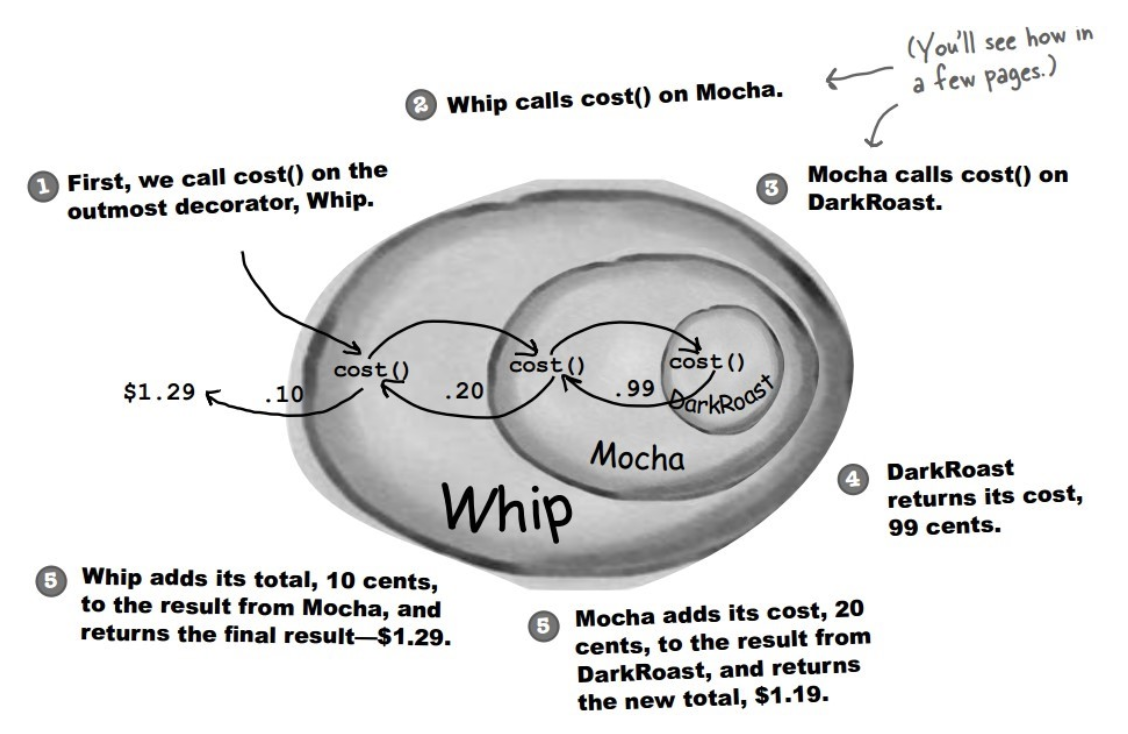 (You'll see how in
a few pages.)
2 Whip calls cost() on Mocha.
1 First, we call cost() on the
outmost decorator, Whip.
3 Mocha calls cost() on
DarkRoast.
cost()
cost()
cost()
$1.29
.10
.20
.99
DarkRoast
Mocha
Whip
4 DarkRoast
returns its cost,
99 cents.
5 Whip adds its total, 10 cents,
to the result from Mocha, and
returns the final result—$1.29.
5 Mocha adds its cost, 20
cents, to the result from
DarkRoast, and returns
the new total, $1.19.